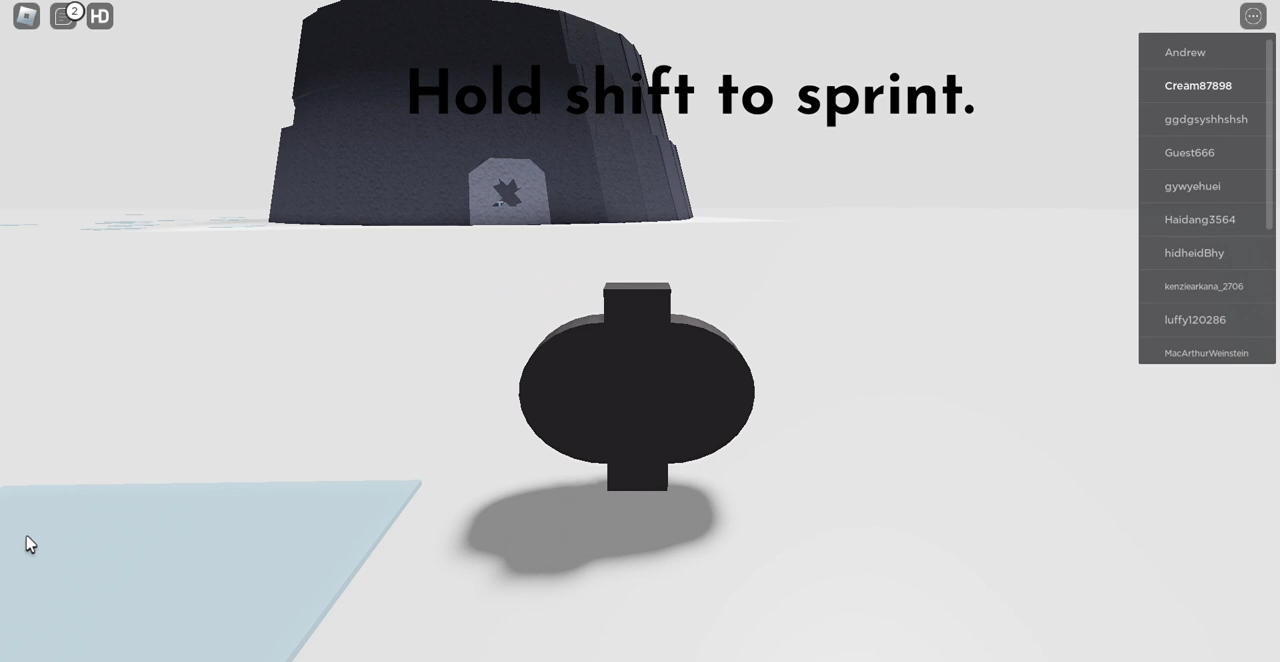 2
HD
Hold shift to sprint.
Andrew
Cream87898
ggdgsyshhshsh
Guest666
gywyehuei
Haidang3564
hidheidBhy
kenziearkana_2706
luffy120286
MacArthurWeinstein